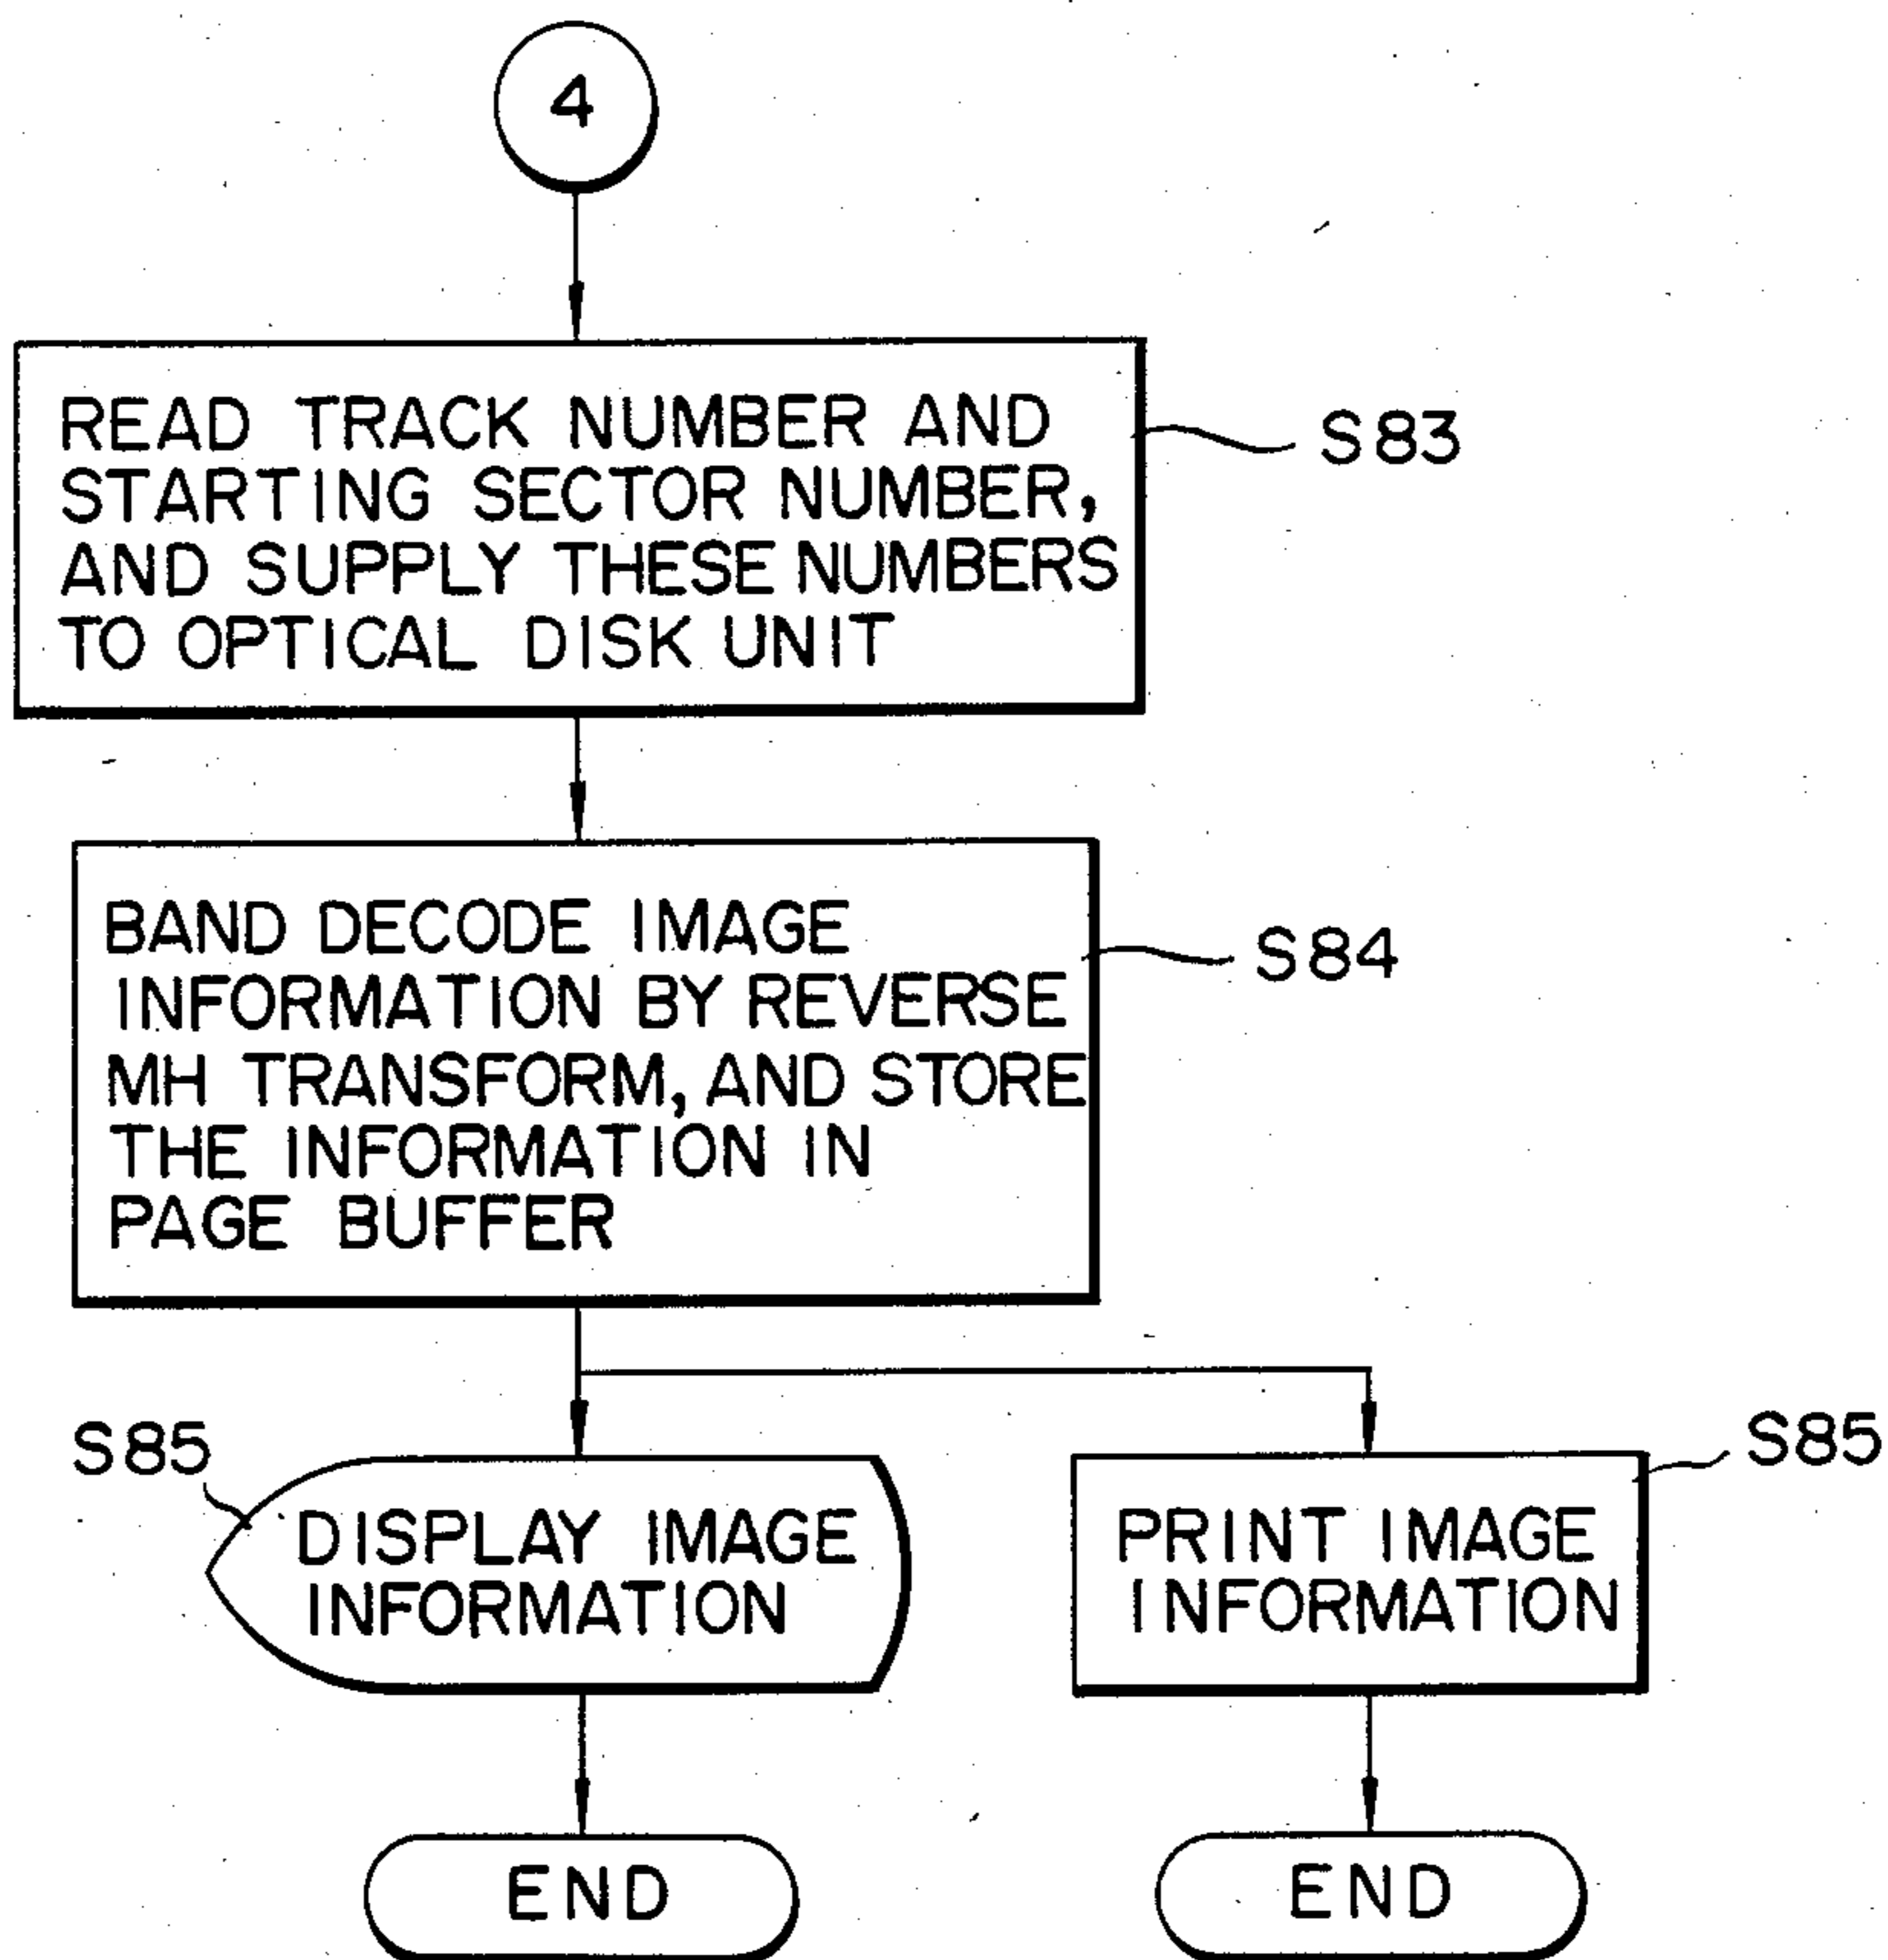 4
READ TRACK NUMBER AND
STARTING SECTOR NUMBER,
AND SUPPLY THESE NUMBERS
TO OPTICAL DISK UNIT
S83
BAND DECODE IMAGE
INFORMATION BY REVERSE
MH TRANSFORM, AND STORE
THE INFORMATION IN
PAGE BUFFER
S84
S85
DISPLAY IMAGE
INFORMATION
S85
PRINT IMAGE
INFORMATION
END
END